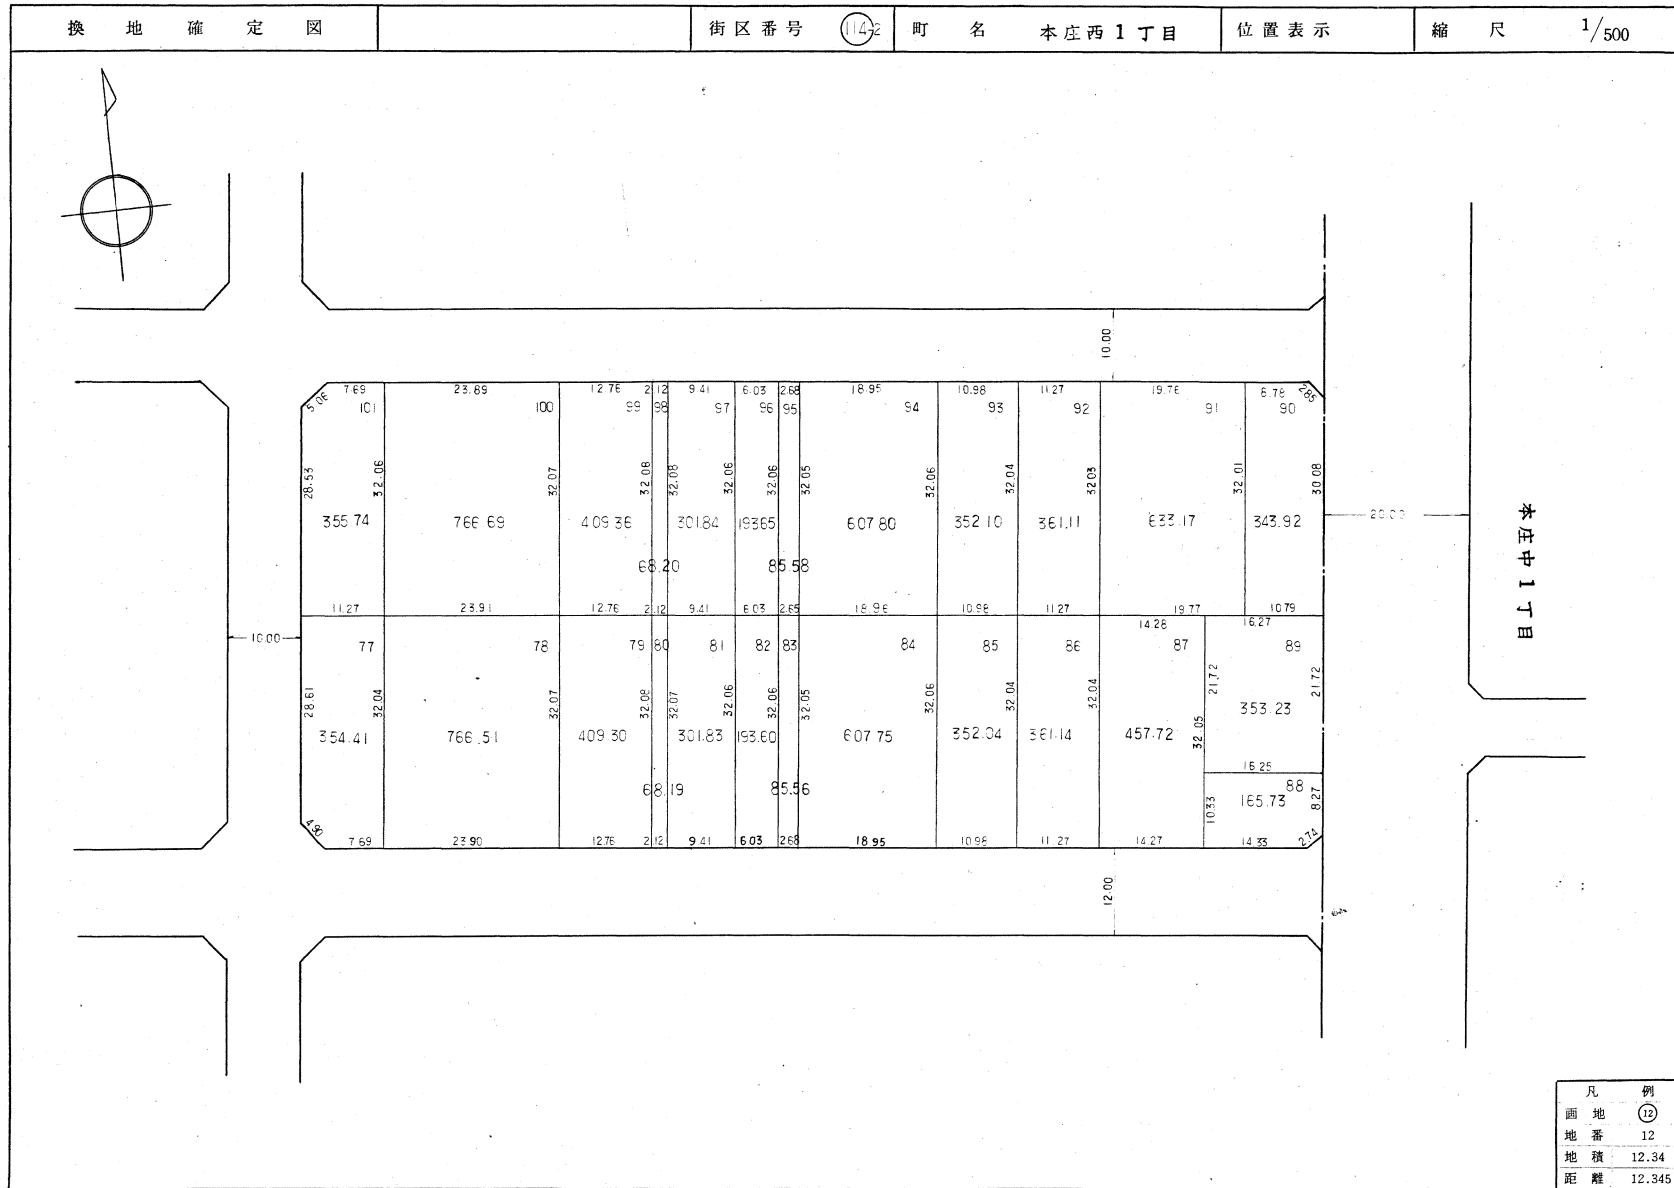 換地確定図 街区番号 114-2 町名 本庄西1丁目 位置表示 縮尺 1/500
10.00
7.69 23.89 12.76 2.12 9.41 6.03 2.68 18.95 10.98 11.27 19.76 6.78 2.85
5.06 101 100 99 98 97 96 95 94 93 92 91 90
28.53 32.06 32.07 32.08 32.08 32.06 32.06 32.05 32.06 32.04 32.03 32.01 30.08
355.74 766.69 409.36 301.84 193.65 607.80 352.10 361.11 633.17 343.92 20.00
68.20 85.58
本庄中1丁目
11.27 23.91 12.76 2.12 9.41 6.03 2.65 18.96 10.98 11.27 19.77 10.79
14.28 16.27
10.00 77 78 79 80 81 82 83 84 85 86 87 89
28.61 32.04 32.07 32.08 32.07 32.06 32.06 32.05 32.06 32.04 32.04 21.72 21.72
353.23
354.41 766.51 409.30 301.83 193.60 607.75 352.04 361.14 457.72 32.05
16.25
68.19 85.56 88
10.33 165.73 8.27
4.90 7.69 23.90 12.76 2.12 9.41 6.03 2.68 18.95 10.98 11.27 14.27 14.33 2.74
12.00
凡例
画地 12
地番 12
地積 12.34
距離 12.345